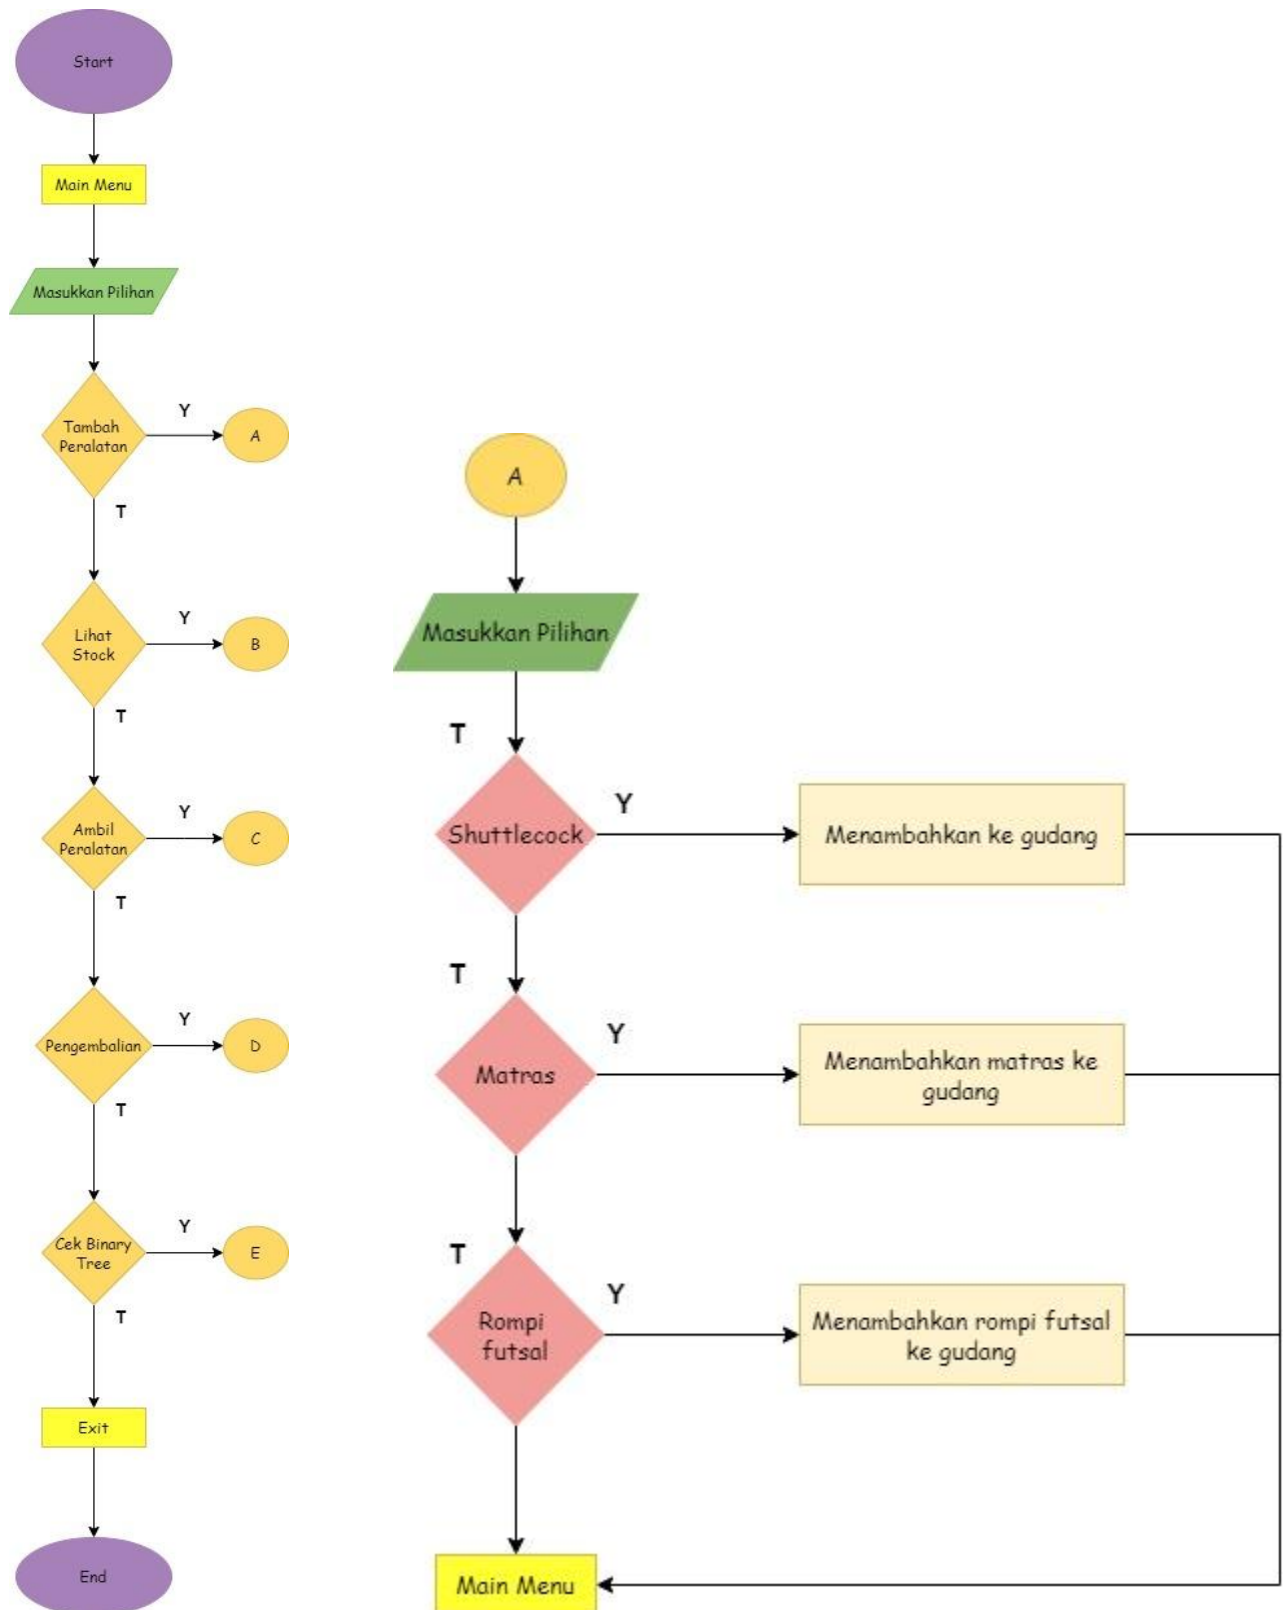 Start
Main Menu
Masukkan Pilihan
Tambah
Peralatan
Y
A
T
Lihat
Stock
Y
B
T
Ambil
Peralatan
Y
C
T
Pengembalian
Y
D
T
Cek Binary
Tree
Y
E
T
Exit
End
A
Masukkan Pilihan
T
Shuttlecock
Y
Menambahkan ke gudang
T
Matras
Y
Menambahkan matras ke
gudang
T
Rompi
futsal
Y
Menambahkan rompi futsal
ke gudang
Main Menu